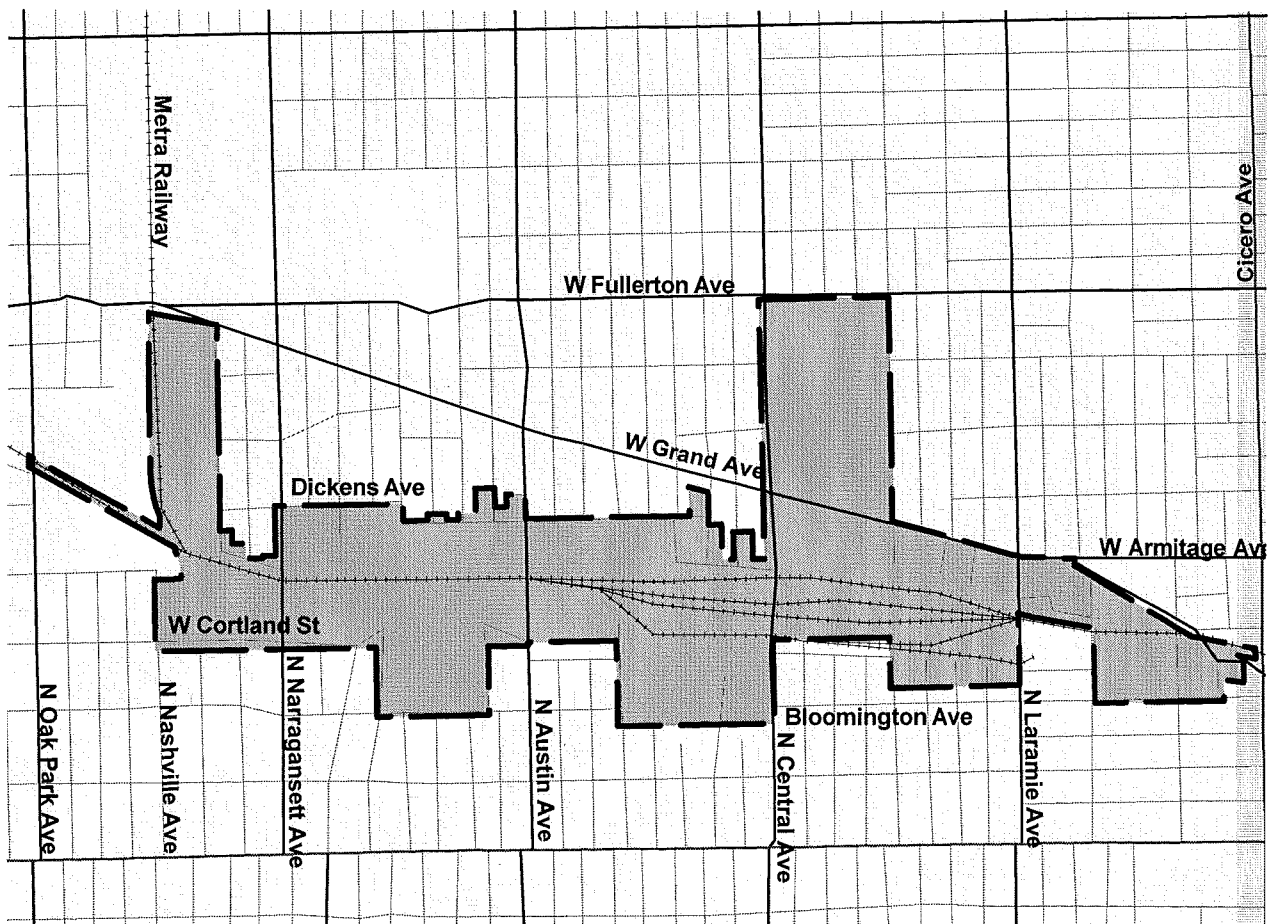 Metra Railway
Cicero Ave
W Fullerton Ave
W Grand Ave
Dickens Ave
W Armitage Ave
W Cortland St
Bloomington Ave
N Oak Park Ave
N Nashville Ave
N Narragansett Ave
N Austin Ave
N Central Ave
N Laramie Ave